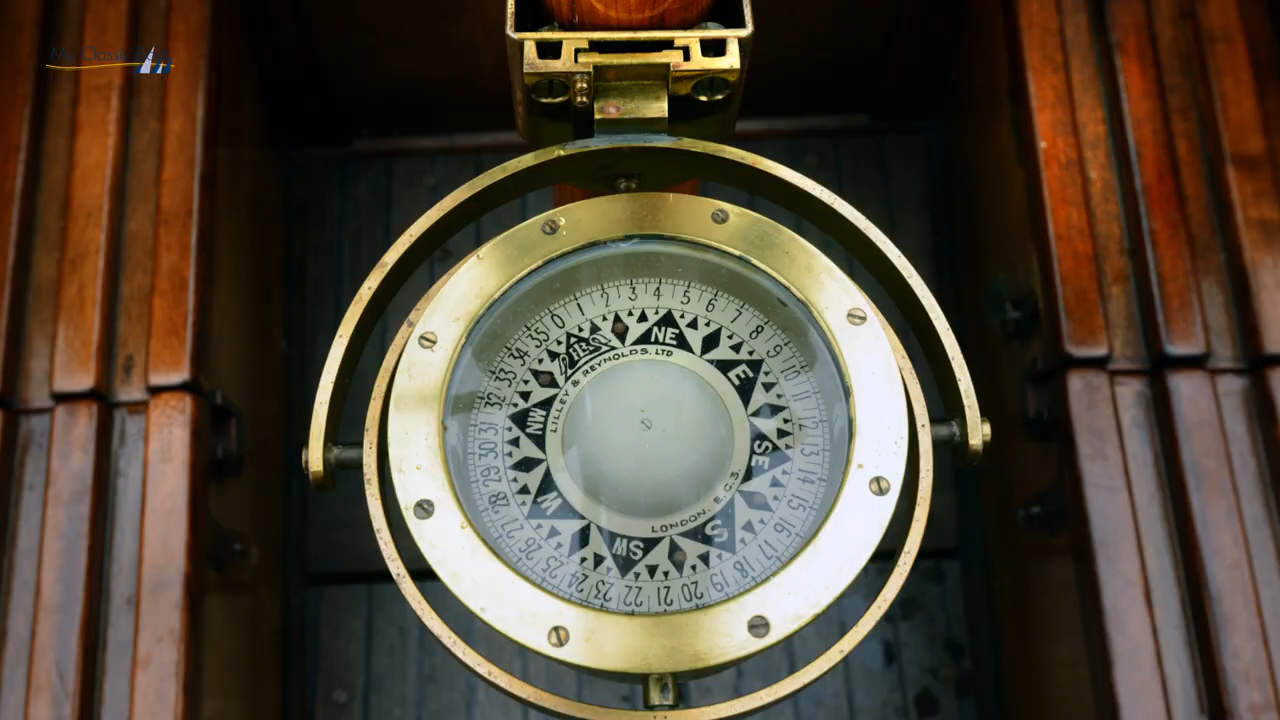 My Classic
0 1 2 3 4 5 6 7 8 9 10 11 12 13 14 15 16 17 18 19 20 21 22 23 24 25 26 27 28 29 30 31 32 33 34 35
NE
E
SE
S
SW
W
NW
LILLEY & REYNOLDS. LTD
LONDON. E.C.3.